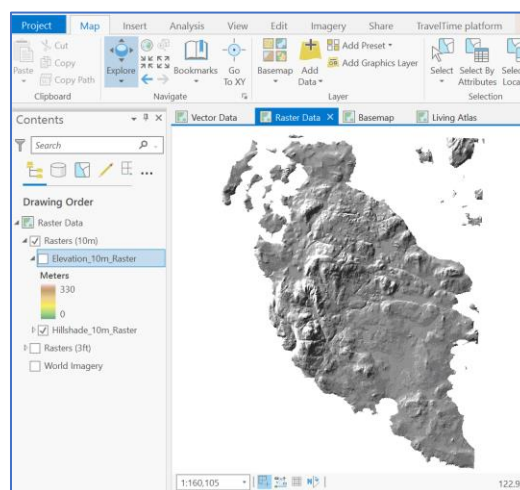 Project Map Insert Analysis View Edit Imagery Share TravelTime platform
Cut
Copy
Copy Path
Paste
Clipboard
Explore
Bookmarks
Go To XY
Navigate
Basemap
Add Data
Add Preset
Add Graphics Layer
Layer
Select
Select By Attributes
Selection
Contents
Search
Drawing Order
Raster Data
Rasters (10m)
Elevation_10m_Raster
Meters
330
0
Hillshade_10m_Raster
Rasters (3ft)
World Imagery
Vector Data Raster Data Basemap Living Atlas
1:160,105
122.9